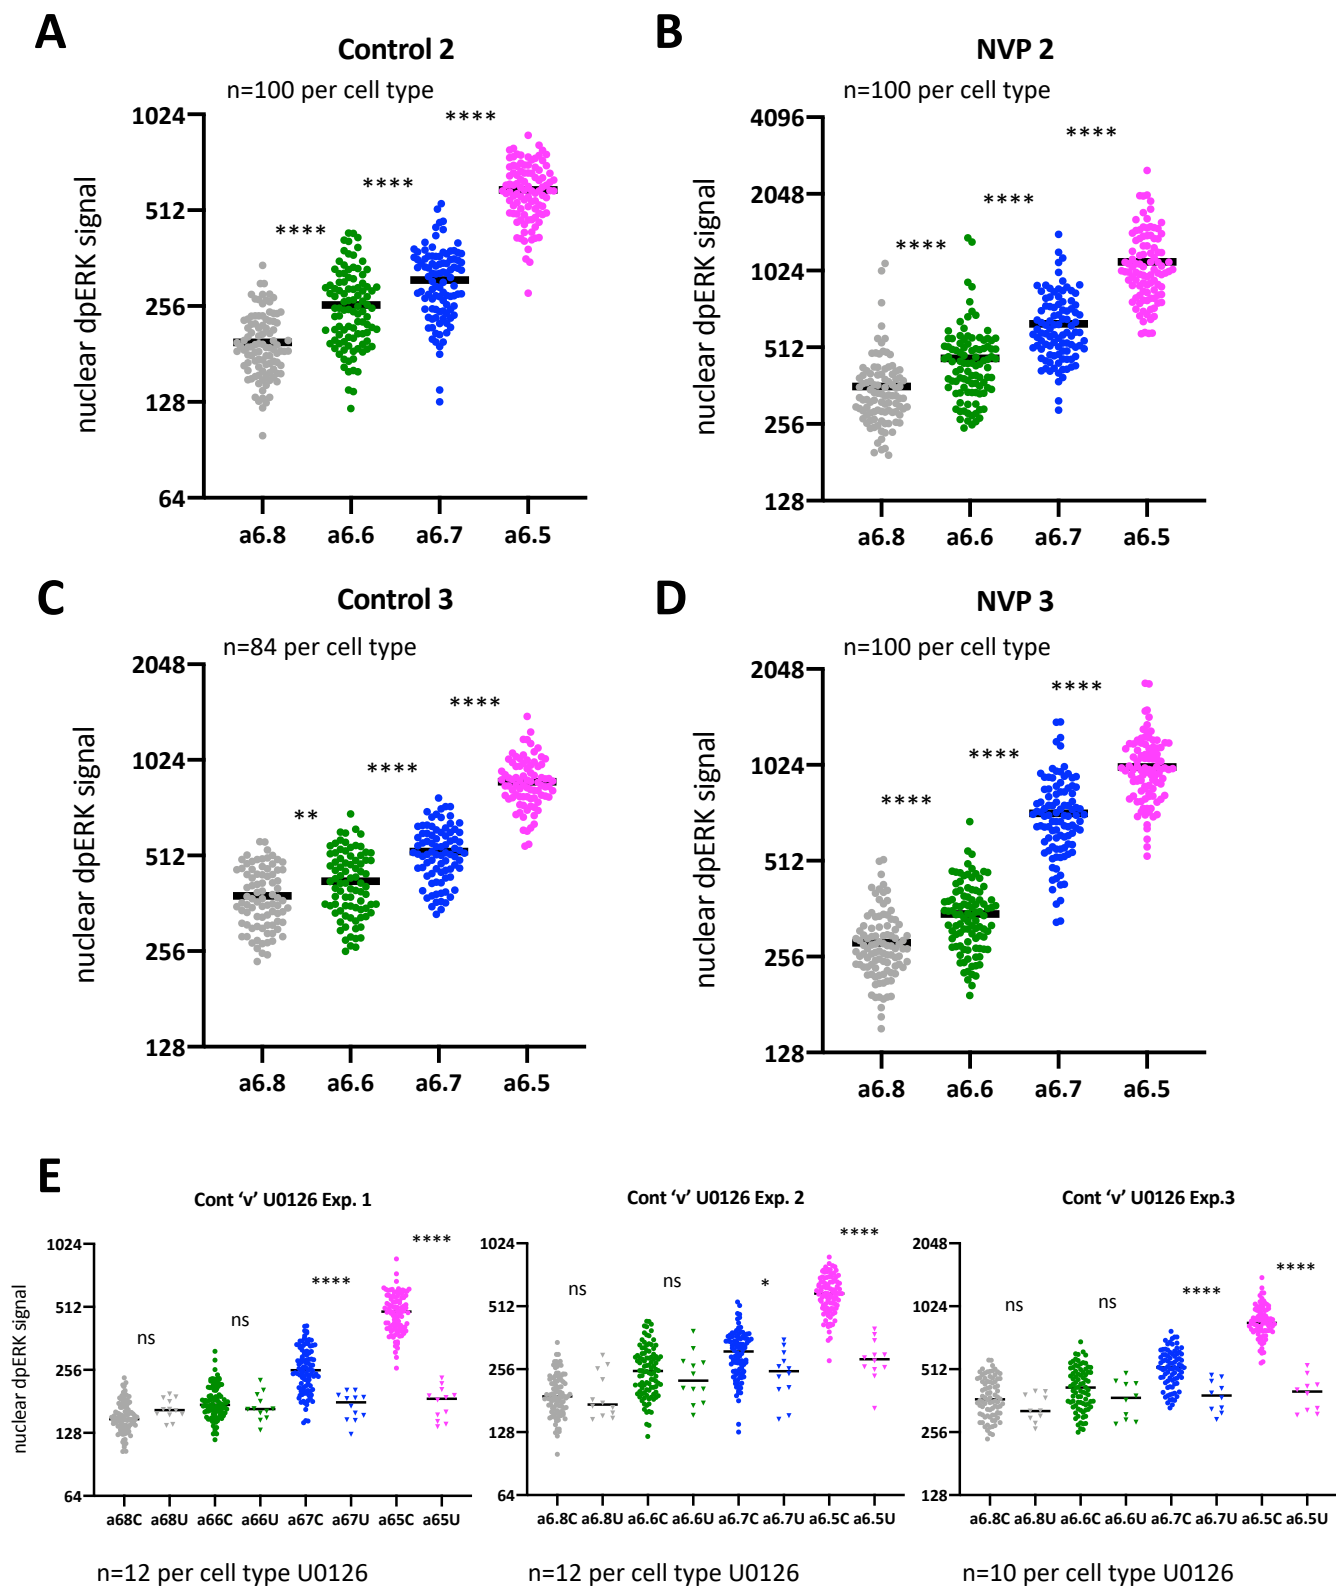 A
Control 2
n=100 per cell type
nuclear dpERK signal
1024
512
256
128
64
****
****
****
a6.8 a6.6 a6.7 a6.5
B
NVP 2
n=100 per cell type
nuclear dpERK signal
4096
2048
1024
512
256
128
****
****
****
a6.8 a6.6 a6.7 a6.5
C
Control 3
n=84 per cell type
nuclear dpERK signal
2048
1024
512
256
128
**
****
****
a6.8 a6.6 a6.7 a6.5
D
NVP 3
n=100 per cell type
nuclear dpERK signal
2048
1024
512
256
128
****
****
****
a6.8 a6.6 a6.7 a6.5
E
Cont ‘v’ U0126 Exp. 1
nuclear dpERK signal
1024
512
256
128
64
ns
ns
****
****
a68C a68U a66C a66U a67C a67U a65C a65U
n=12 per cell type U0126
Cont ‘v’ U0126 Exp. 2
1024
512
256
128
64
ns
ns
*
****
a6.8C a6.8U a6.6C a6.6U a6.7C a6.7U a6.5C a6.5U
n=12 per cell type U0126
Cont ‘v’ U0126 Exp.3
2048
1024
512
256
128
ns
ns
****
****
a6.8C a6.8U a6.6C a6.6U a6.7C a6.7U a6.5C a6.5U
n=10 per cell type U0126